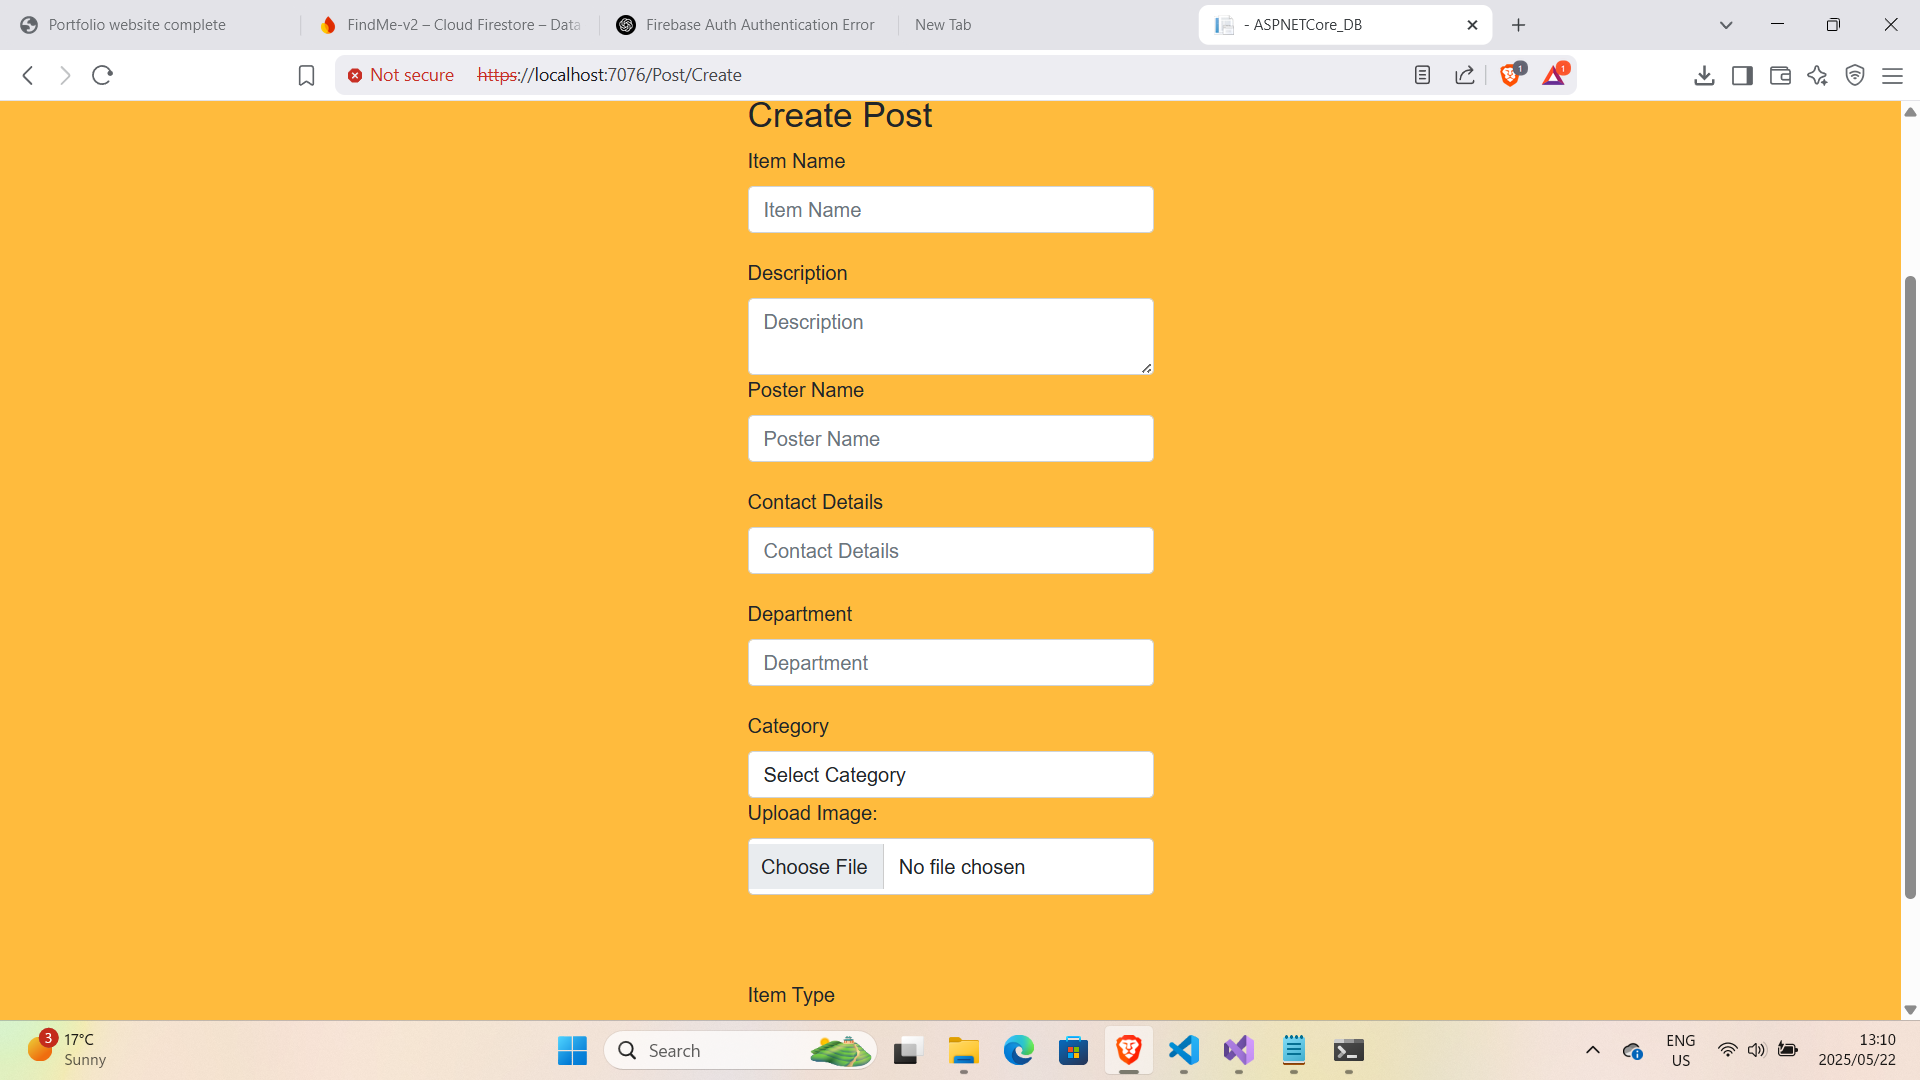 Portfolio website complete
FindMe-v2 – Cloud Firestore – Data
Firebase Auth Authentication Error
New Tab
- ASPNETCore_DB
Not secure
https://localhost:7076/Post/Create
1
1
Create Post
Item Name
Item Name
Description
Description
Poster Name
Poster Name
Contact Details
Contact Details
Department
Department
Category
Select Category
Upload Image:
Choose File No file chosen
Item Type
3
17°C
Sunny
Search
ENG
US
13:10
2025/05/22